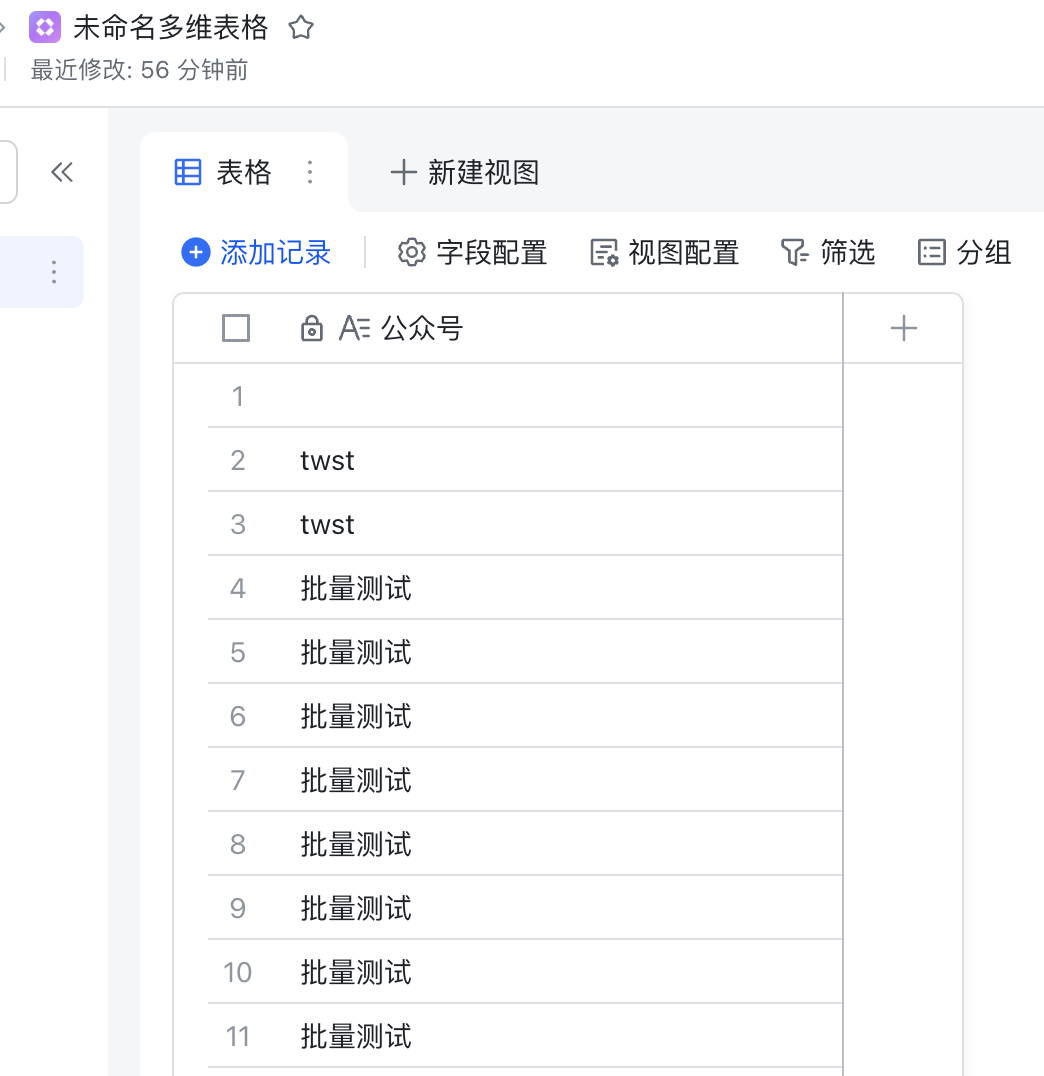 未命名多维表格
最近修改: 56 分钟前
表格
新建视图
添加记录 字段配置 视图配置 筛选 分组
公众号
1
2 twst
3 twst
4 批量测试
5 批量测试
6 批量测试
7 批量测试
8 批量测试
9 批量测试
10 批量测试
11 批量测试